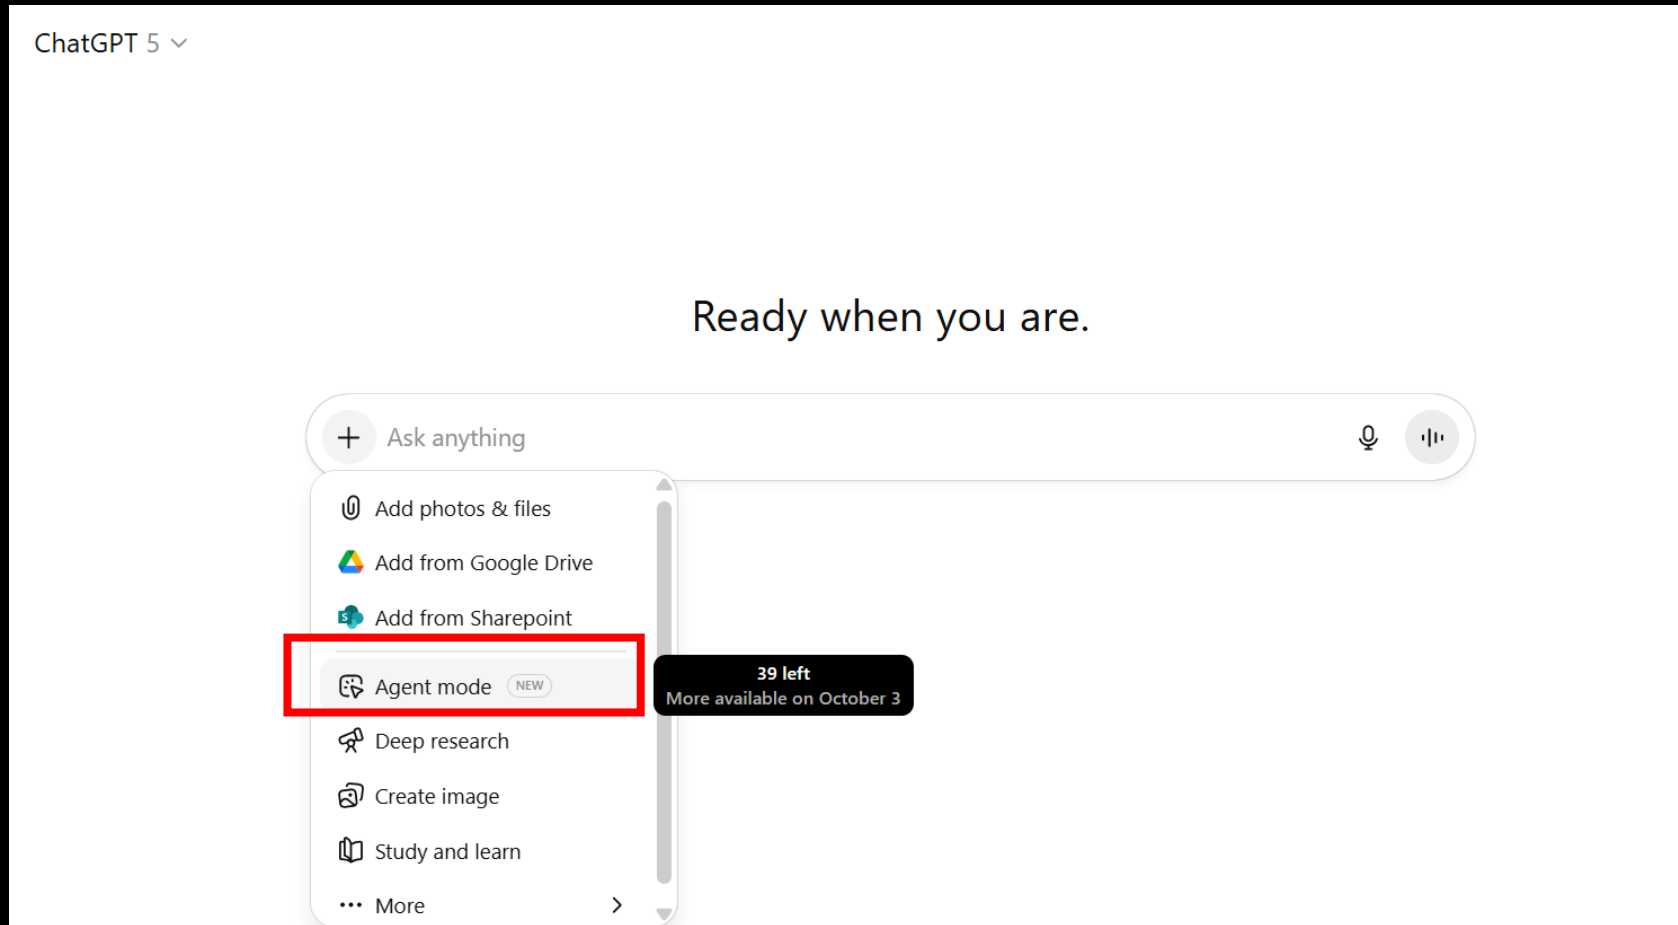 ChatGPT 5
Ready when you are.
Ask anything
Add photos & files
Add from Google Drive
Add from Sharepoint
Agent mode NEW
39 left
More available on October 3
Deep research
Create image
Study and learn
More